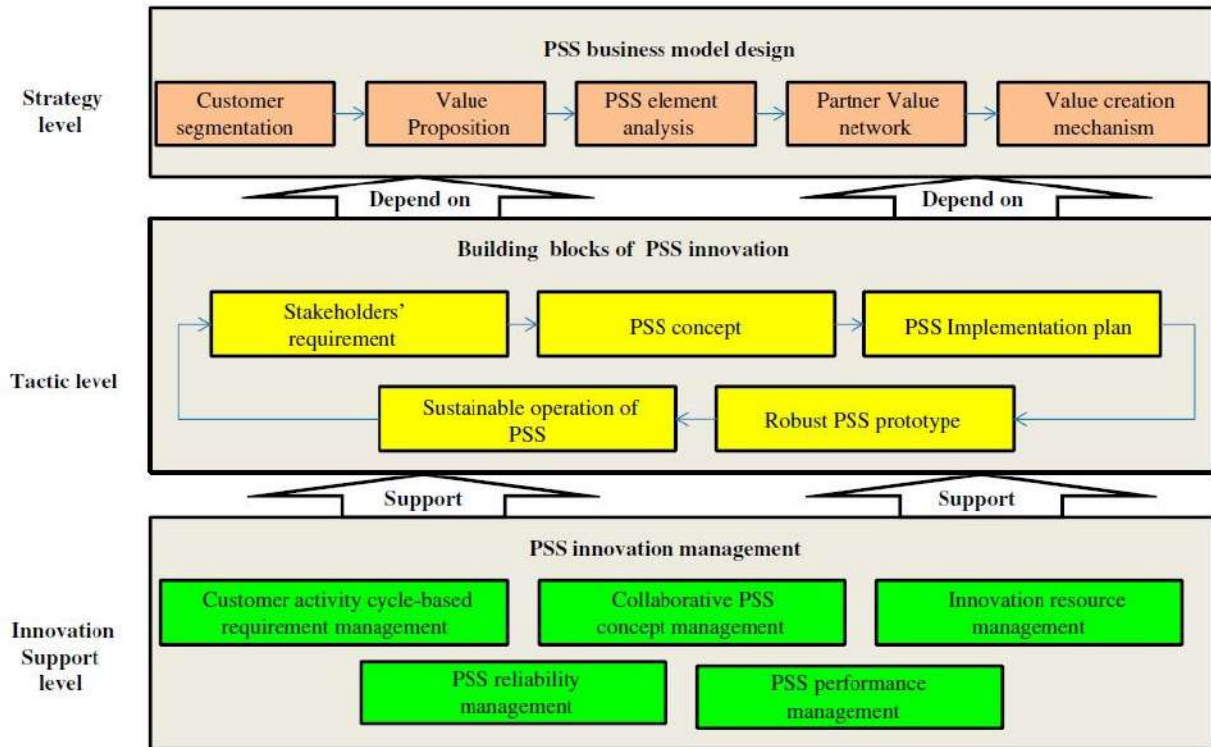 PSS business model design
Strategy
level
Customer
segmentation
Value
Proposition
PSS element
analysis
Partner Value
network
Value creation
mechanism
Depend on
Depend on
Building blocks of PSS innovation
Tactic level
Stakeholders’
requirement
PSS concept
PSS Implementation plan
Sustainable operation of
PSS
Robust PSS prototype
Support
Support
PSS innovation management
Innovation
Support
level
Customer activity cycle-based
requirement management
Collaborative PSS
concept management
Innovation resource
management
PSS reliability
management
PSS performance
management